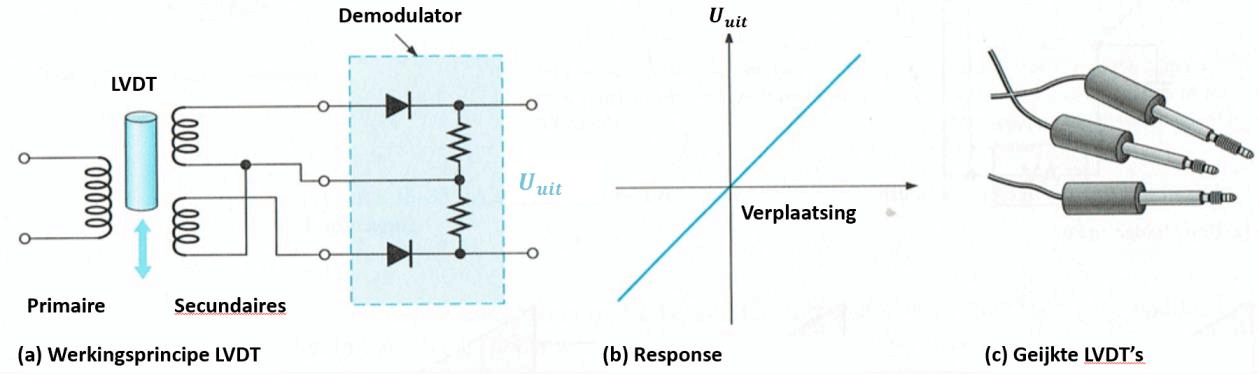 Demodulator
LVDT
U_uit
Primaire
Secundaires
(a) Werkingsprincipe LVDT
U_uit
Verplaatsing
(b) Response
(c) Geijkte LVDT's